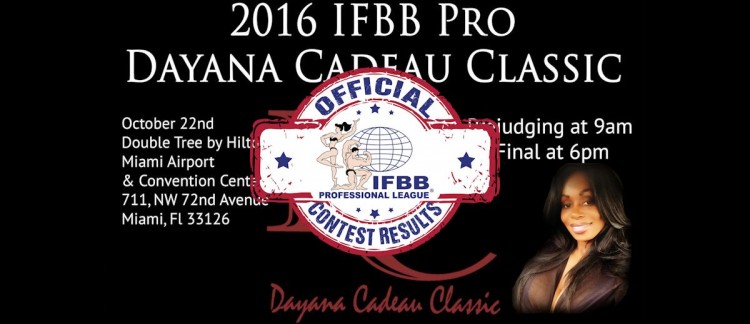 2016 IFBB PRO
DAYANA CADEAU CLASSIC
October 22nd
Double Tree by
Miami Airport
& Convention
711, NW 72nd Avenue
Miami, Fl 33126
OFFICIAL
IFBB
PROFESSIONAL LEAGUE
CONTEST RESULTS
at 9am
Final at 6pm
Dayana Cadeau Classic